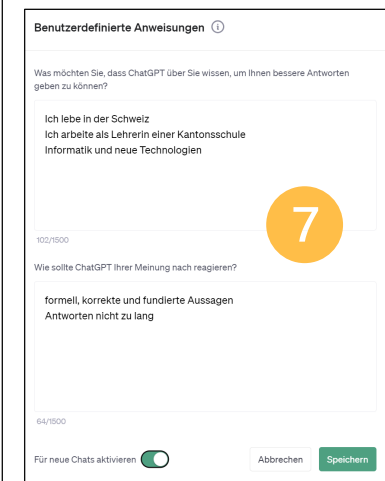 Benutzerdefinierte Anweisungen
Was möchten Sie, dass ChatGPT über Sie wissen, um Ihnen bessere Antworten
geben zu können?
Ich lebe in der Schweiz
Ich arbeite als Lehrerin einer Kantonsschule
Informatik und neue Technologien
7
102/1500
Wie sollte ChatGPT Ihrer Meinung nach reagieren?
formell, korrekte und fundierte Aussagen
Antworten nicht zu lang
64/1500
Für neue Chats aktivieren
Abbrechen
Speichern